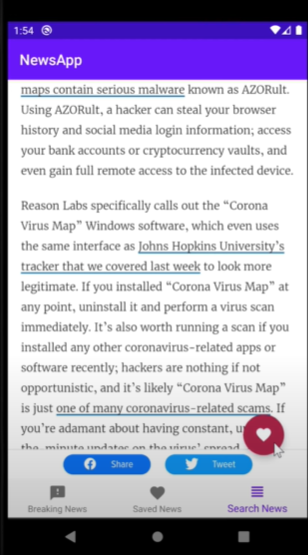 1:54
NewsApp
maps contain serious malware known as AZORult.
Using AZORult, a hacker can steal your browser
history and social media login information; access
your bank accounts or cryptocurrency vaults, and
even gain full remote access to the infected device.
Reason Labs specifically calls out the “Corona
Virus Map” Windows software, which even uses
the same interface as Johns Hopkins University’s
tracker that we covered last week to look more
legitimate. If you installed “Corona Virus Map” at
any point, uninstall it and perform a virus scan
immediately. It’s also worth running a scan if you
installed any other coronavirus-related apps or
software recently; hackers are nothing if not
opportunistic, and it’s likely “Corona Virus Map”
is just one of many coronavirus-related scams. If
you’re adamant about having constant,
the-minute updates on the virus’ spread
Share
Tweet
Breaking News
Saved News
Search News